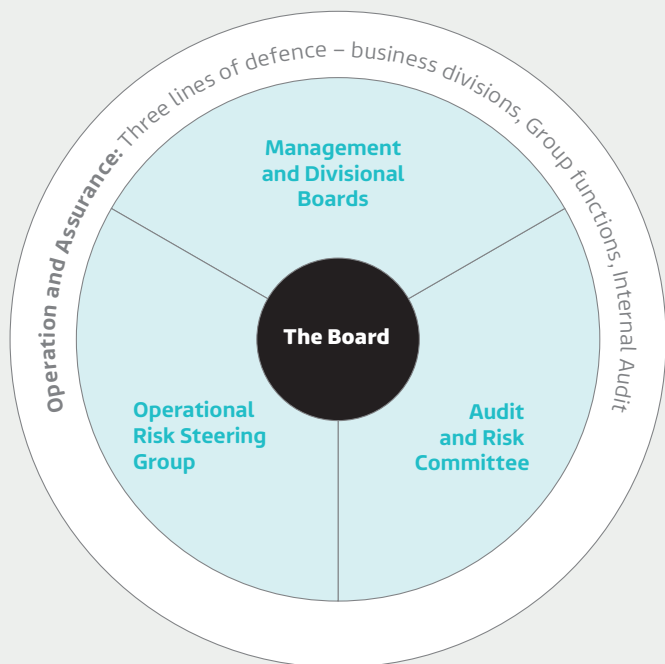 Operation and Assurance: Three lines of defence – business divisions, Group functions, Internal Audit
Management
and Divisional
Boards
The Board
Operational
Risk Steering
Group
Audit
and Risk
Committee